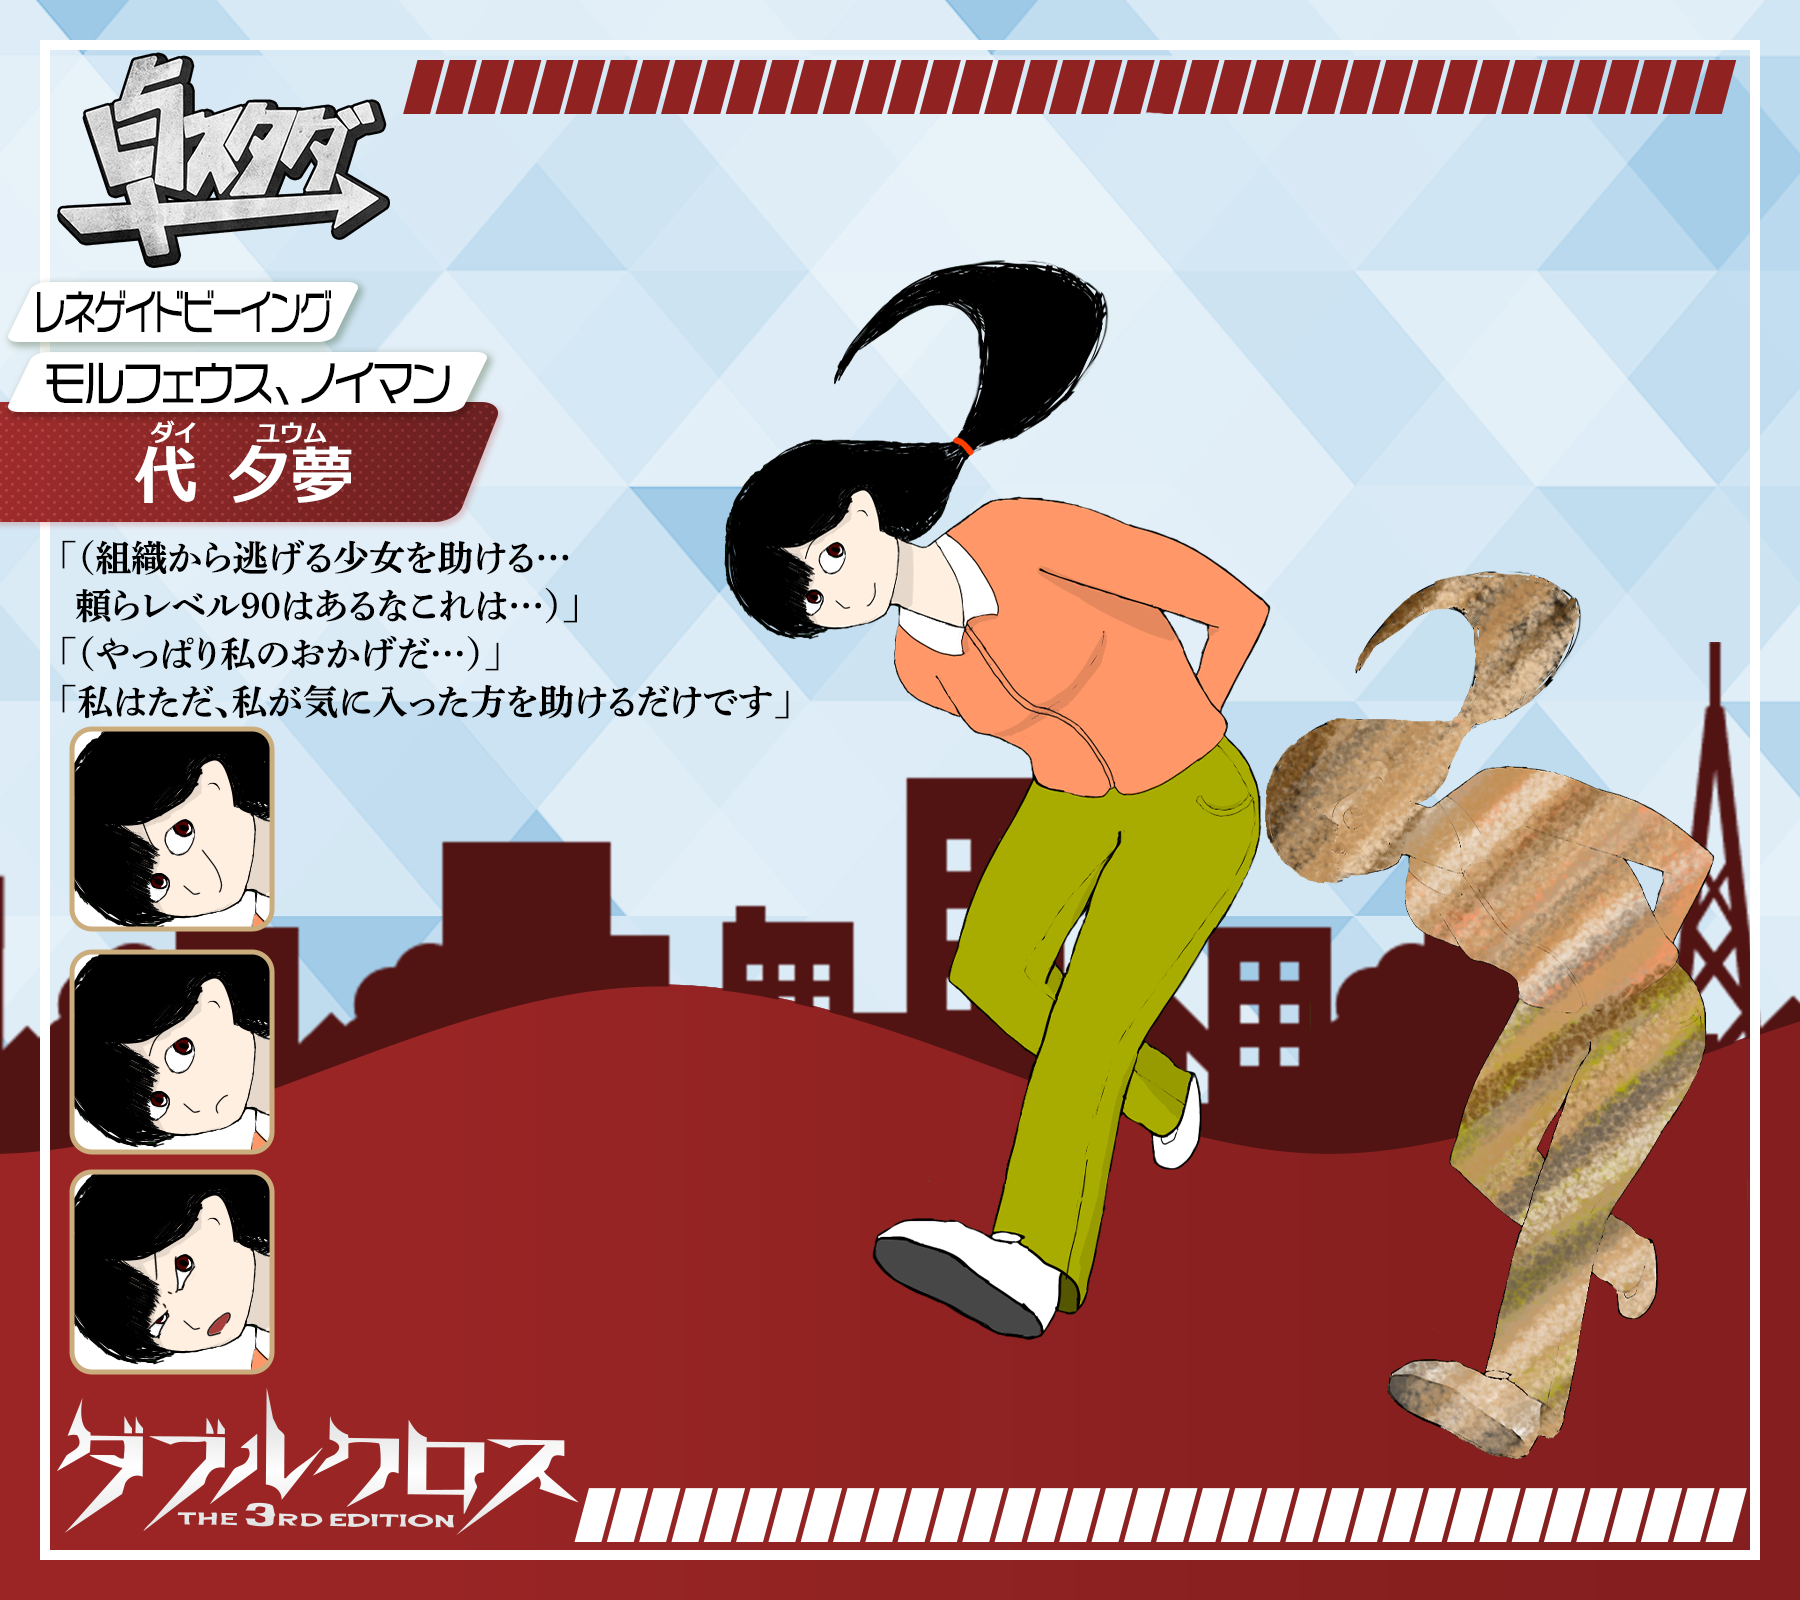 卓スタダ
レネゲイドビーイング
モルフェウス、ノイマン
ダイ ユウム
代 夕夢
「（組織から逃げる少女を助ける…
頼らレベル90はあるなこれは…）」
「（やっぱり私のおかげだ…）」
「私はただ、私が気に入った方を助けるだけです」
ダブルクロス
THE 3RD EDITION